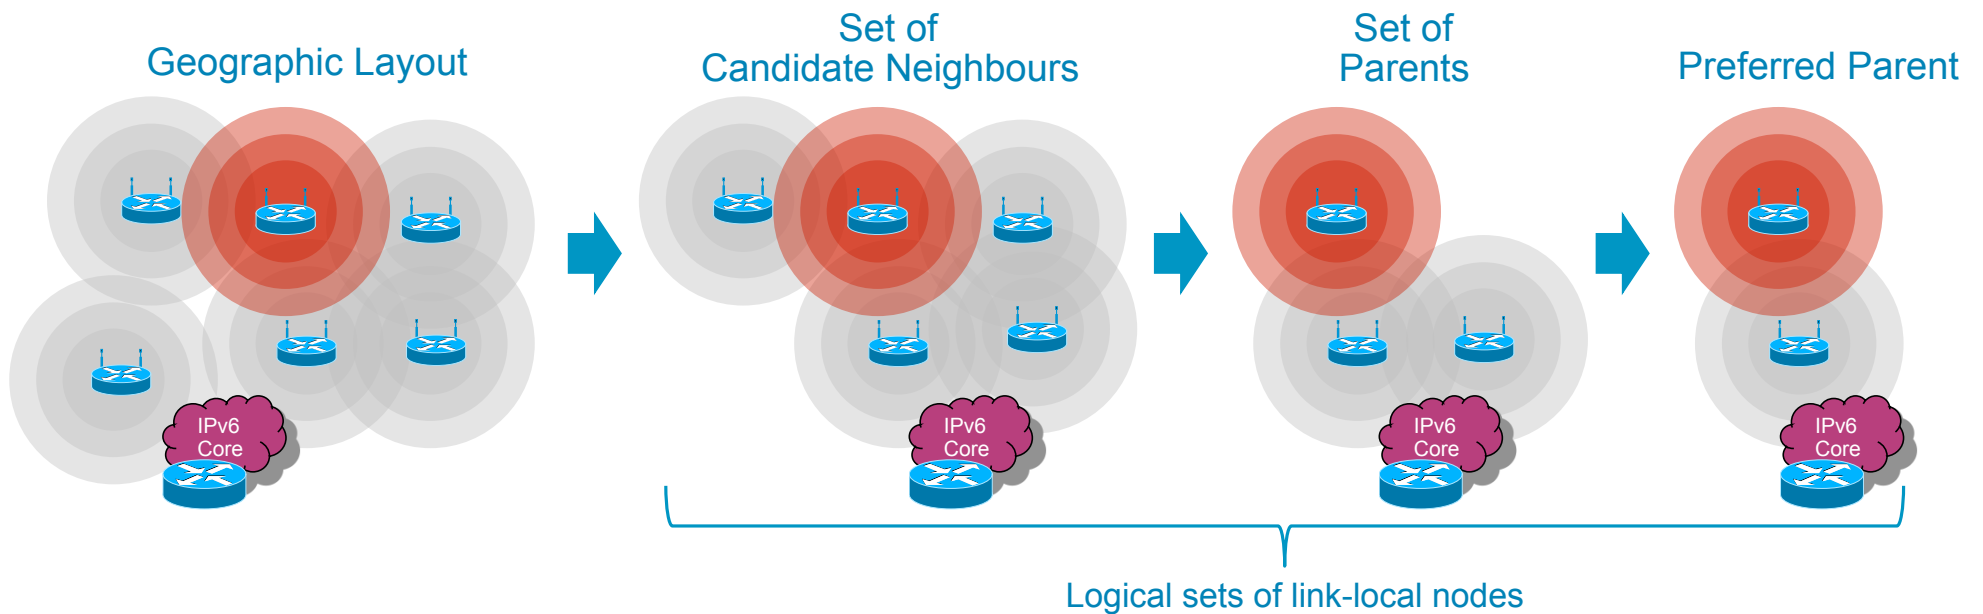 Geographic Layout
Set of
Candidate Neighbours
Set of
Parents
Preferred Parent
IPv6
Core
IPv6
Core
IPv6
Core
IPv6
Core
Logical sets of link-local nodes